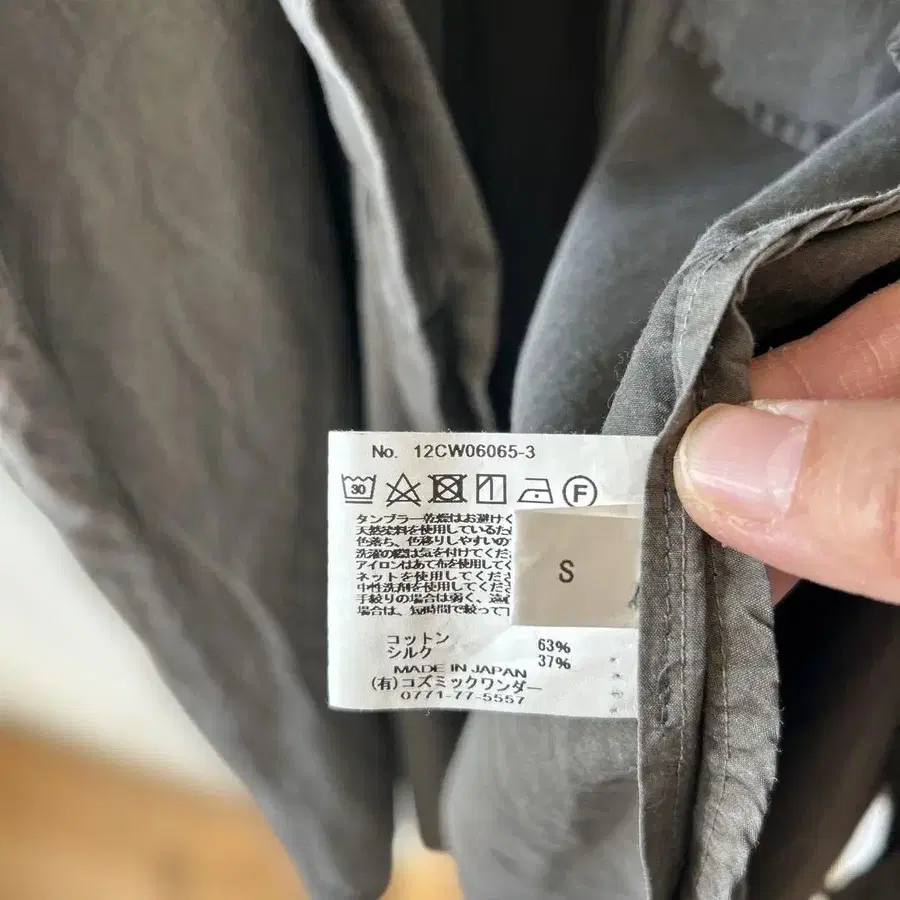 No. 12CW06065-3
30 F
タンブラー乾燥はお避けく
天然染料を使用しているた
色落ち、色移りしやすいの
洗濯の際は気を付けてくだ
アイロンはあて布を使用して
ネットを使用してくださ
中性洗剤を使用してくだ
手絞りの場合は弱く、遠
場合は、短時間で絞って
S
コットン 63%
シルク 37%
MADE IN JAPAN
(有)コズミックワンダー
0771-77-5557